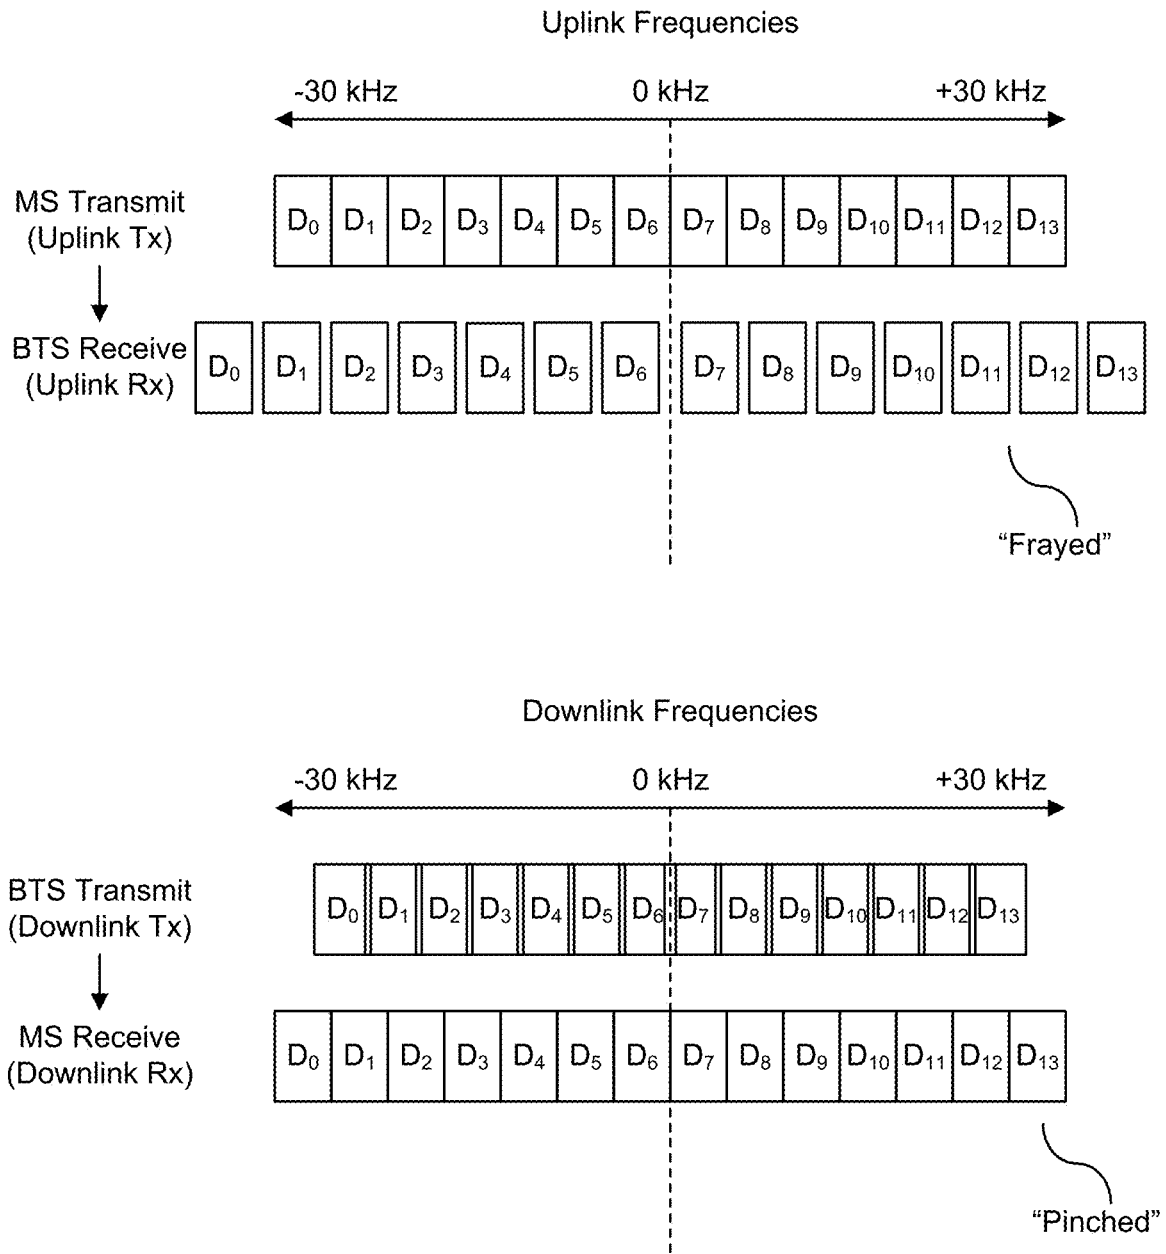 Uplink Frequencies
-30 kHz 0 kHz +30 kHz
MS Transmit
(Uplink Tx)
D0 D1 D2 D3 D4 D5 D6 D7 D8 D9 D10 D11 D12 D13
BTS Receive
(Uplink Rx)
D0 D1 D2 D3 D4 D5 D6 D7 D8 D9 D10 D11 D12 D13
“Frayed”
Downlink Frequencies
-30 kHz 0 kHz +30 kHz
BTS Transmit
(Downlink Tx)
D0 D1 D2 D3 D4 D5 D6 D7 D8 D9 D10 D11 D12 D13
MS Receive
(Downlink Rx)
D0 D1 D2 D3 D4 D5 D6 D7 D8 D9 D10 D11 D12 D13
“Pinched”